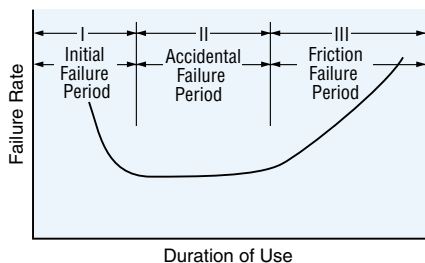 I
II
III
Initial
Failure
Period
Accidental
Failure
Period
Friction
Failure
Period
Failure Rate
Duration of Use